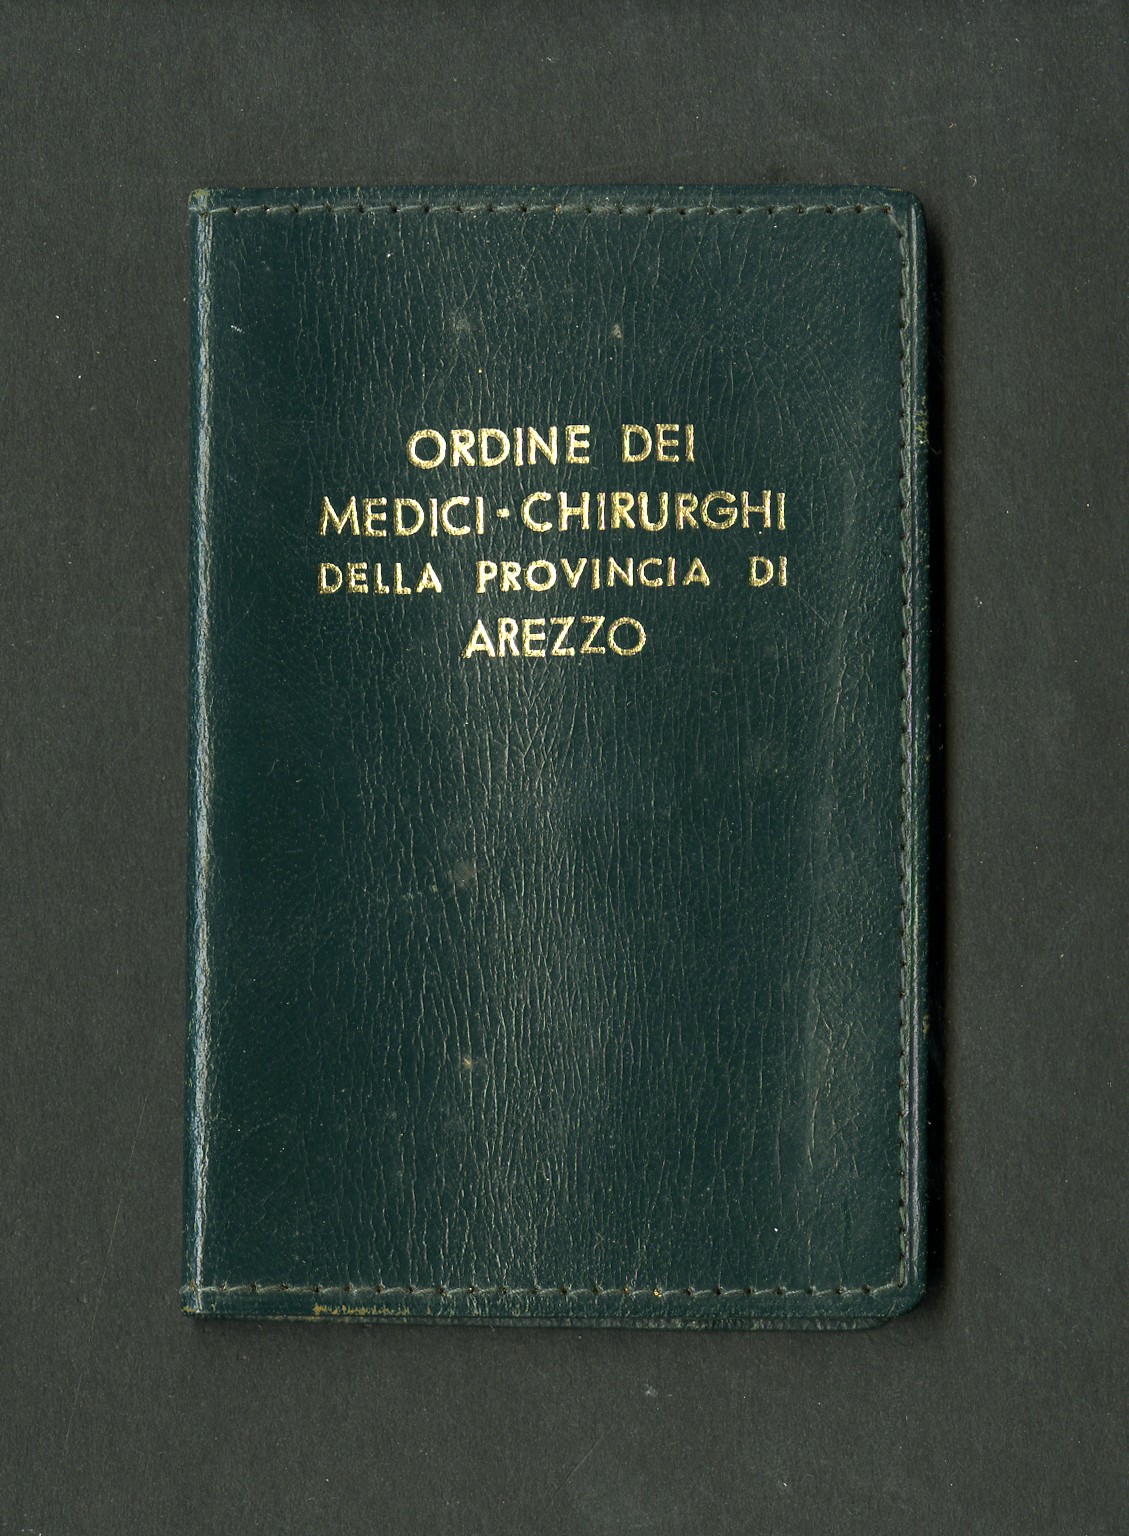 ORDINE DEI
MEDICI-CHIRURGHI
DELLA PROVINCIA DI
AREZZO